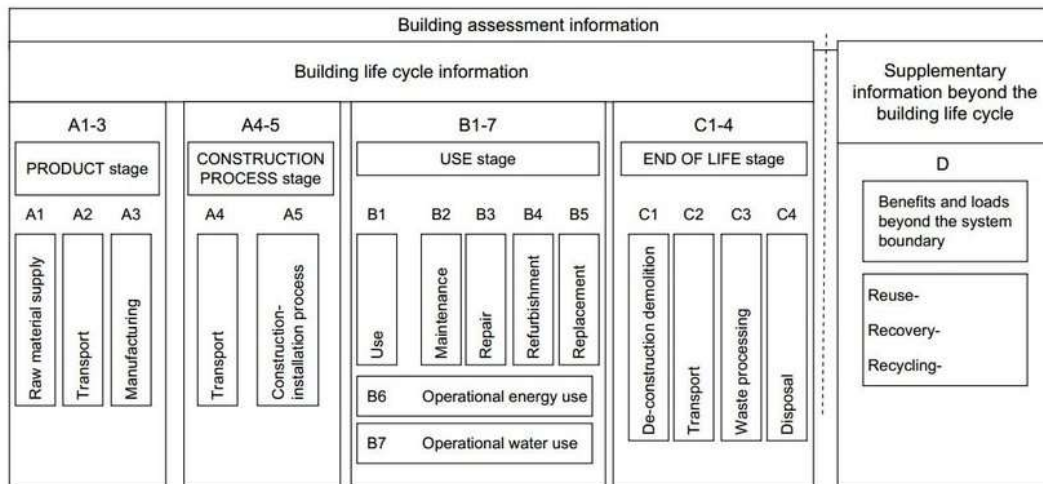 Building assessment information
Building life cycle information
Supplementary
information beyond the
building life cycle
A1-3
A4-5
B1-7
C1-4
D
PRODUCT stage
CONSTRUCTION
PROCESS stage
USE stage
END OF LIFE stage
Benefits and loads
beyond the system
boundary
A1
A2
A3
A4
A5
B1
B2
B3
B4
B5
C1
C2
C3
C4
Raw material supply
Transport
Manufacturing
Transport
Construction-
installation process
Use
Maintenance
Repair
Refurbishment
Replacement
B6 Operational energy use
B7 Operational water use
De-construction demolition
Transport
Waste processing
Disposal
Reuse-
Recovery-
Recycling-